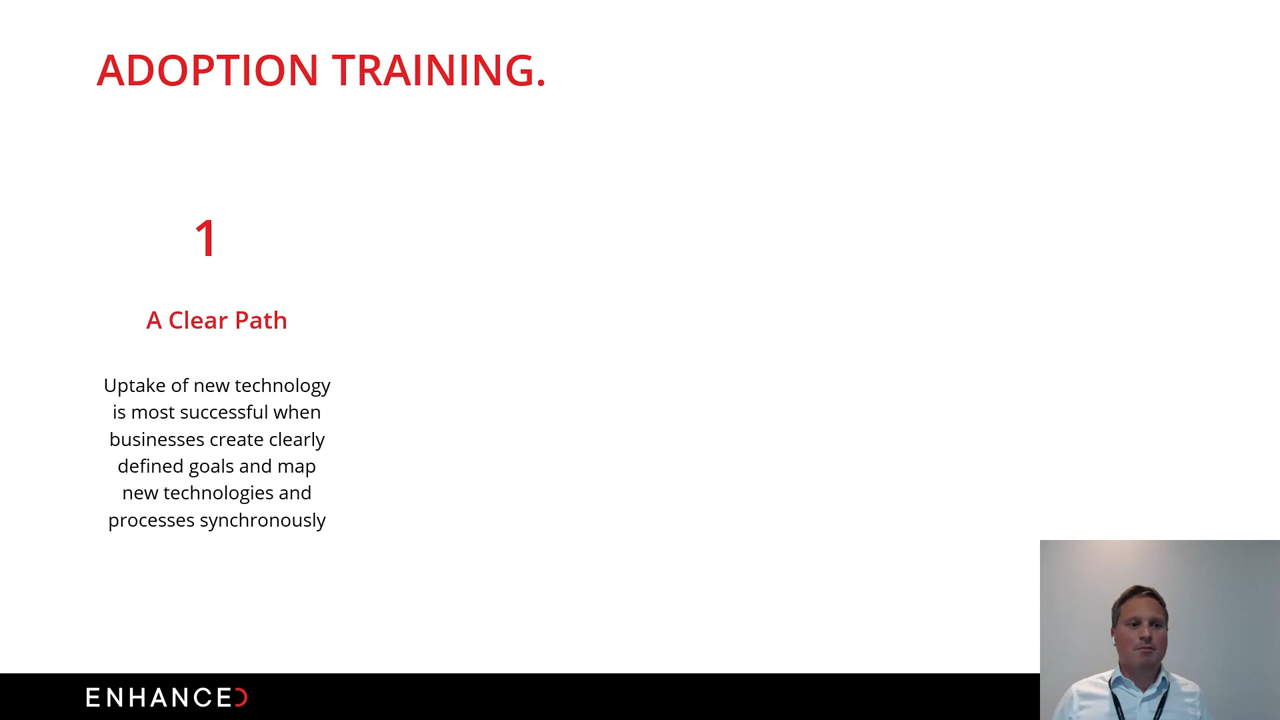 ADOPTION TRAINING.
1
A Clear Path
Uptake of new technology
is most successful when
businesses create clearly
defined goals and map
new technologies and
processes synchronously
ENHANCED